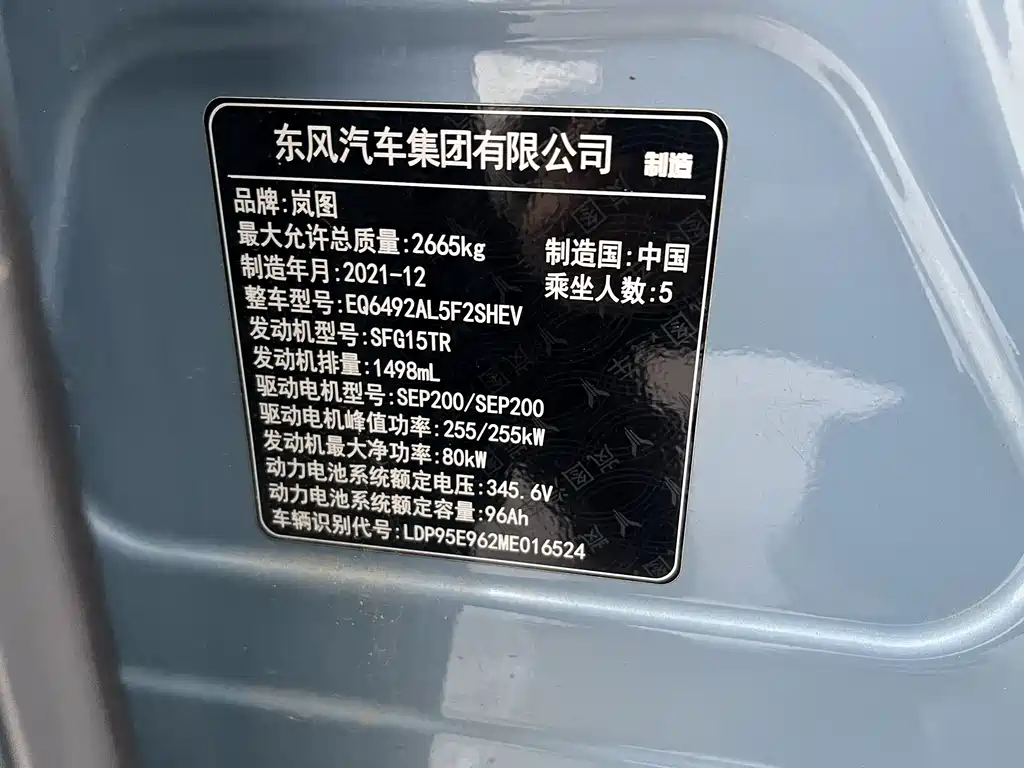 东风汽车集团有限公司 制造
品牌:岚图
最大允许总质量:2665kg 制造国:中国
制造年月:2021-12 乘坐人数:5
整车型号:EQ6492AL5F2SHEV
发动机型号:SFG15TR
发动机排量:1498mL
驱动电机型号:SEP200/SEP200
驱动电机峰值功率:255/255kW
发动机最大净功率:80kW
动力电池系统额定电压:345.6V
动力电池系统额定容量:96Ah
车辆识别代号:LDP95E962ME016524
岚图
岚图